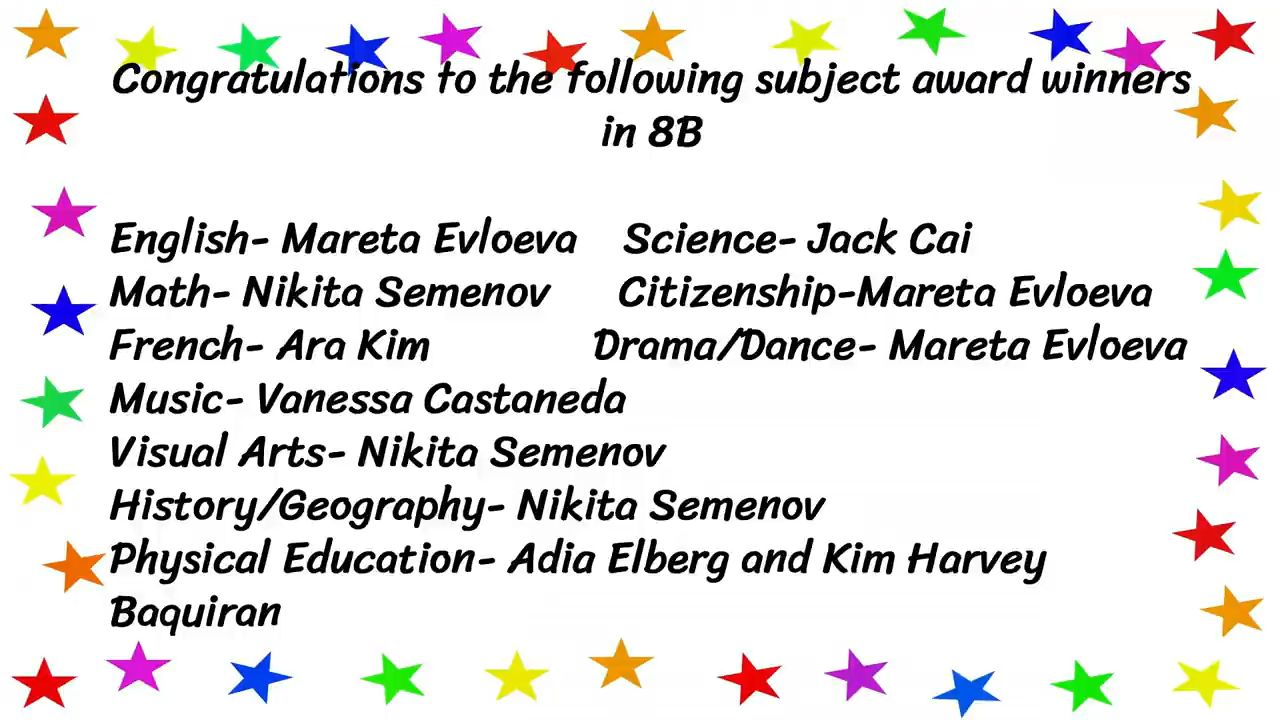 Congratulations to the following subject award winners
in 8B
English- Mareta Evloeva Science- Jack Cai
Math- Nikita Semenov Citizenship-Mareta Evloeva
French- Ara Kim Drama/Dance- Mareta Evloeva
Music- Vanessa Castaneda
Visual Arts- Nikita Semenov
History/Geography- Nikita Semenov
Physical Education- Adia Elberg and Kim Harvey
Baquiran